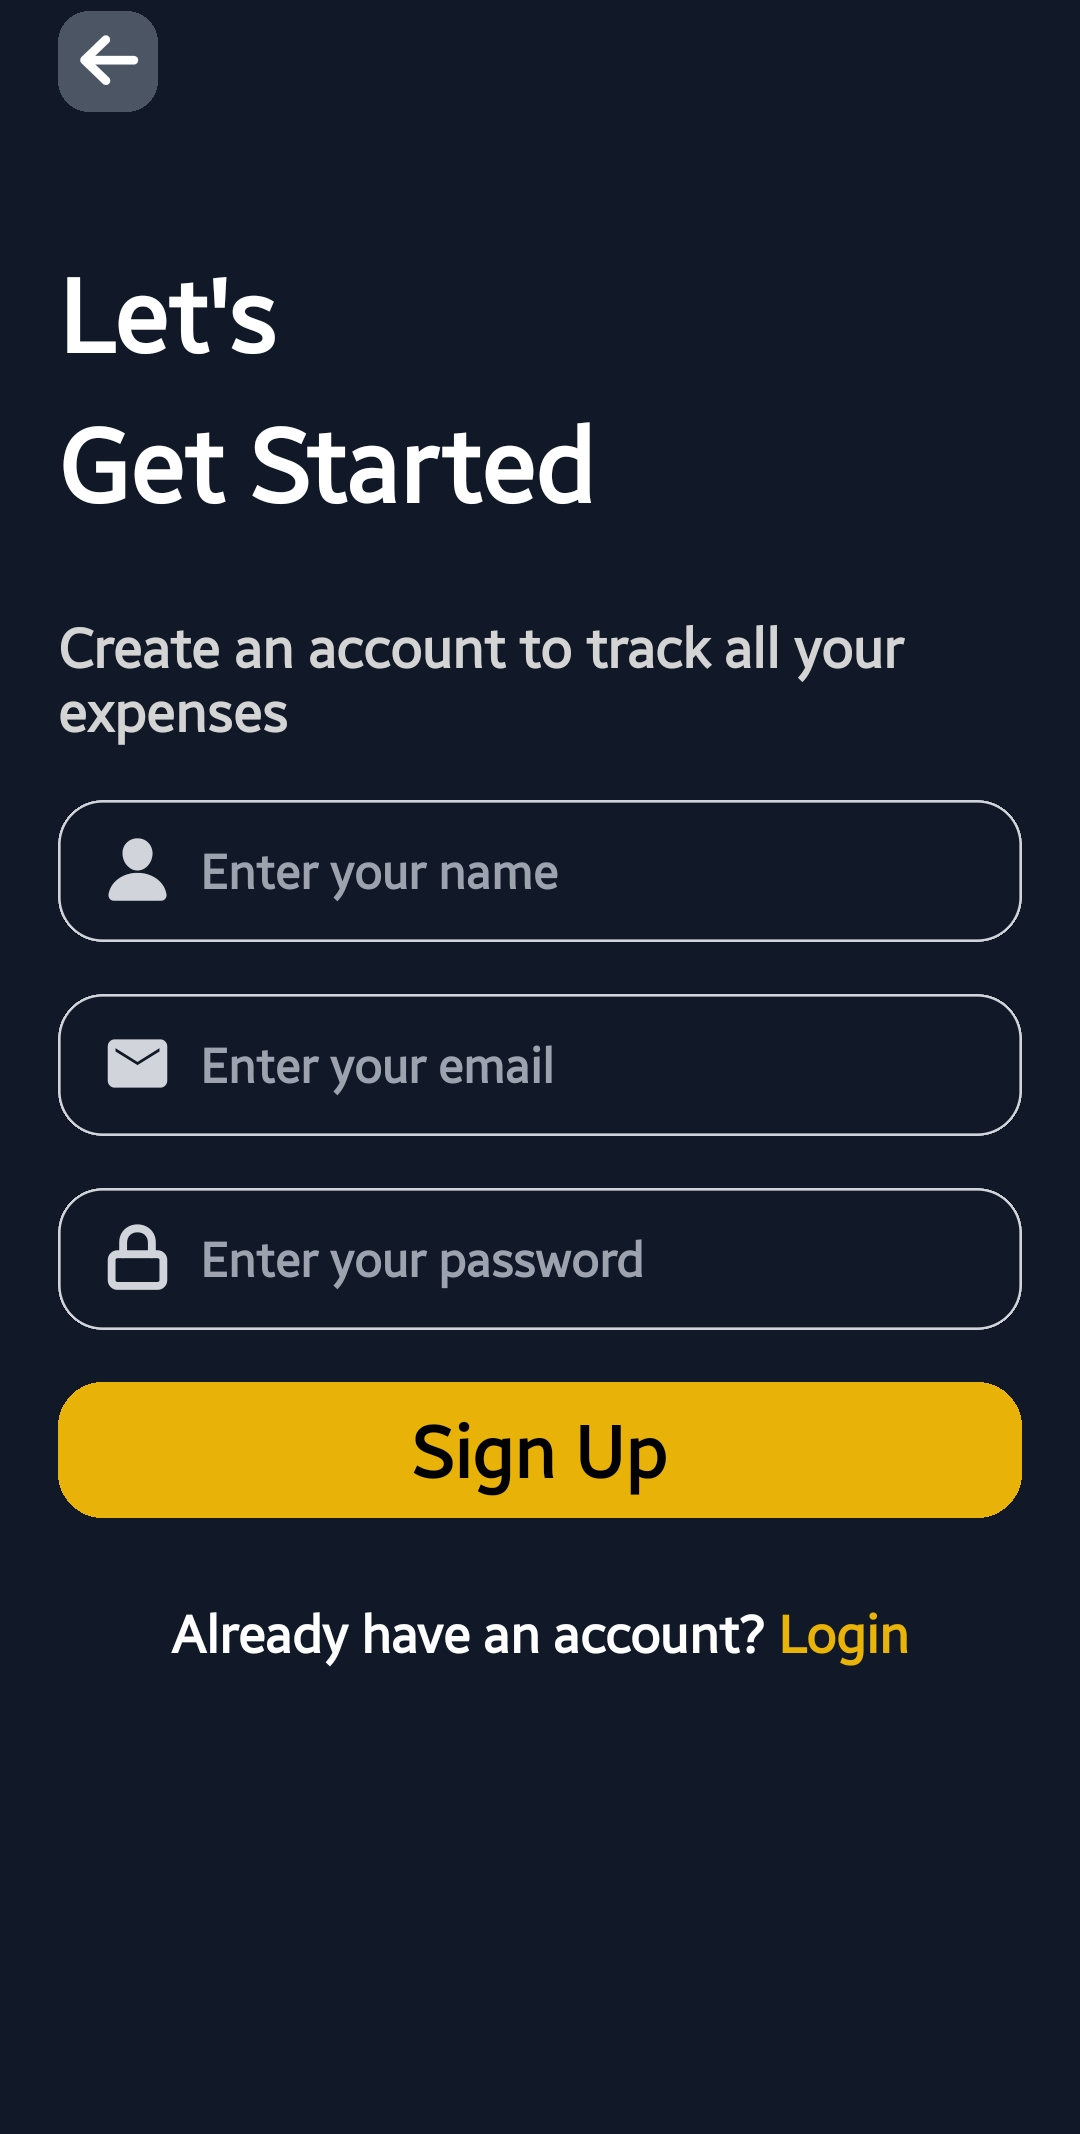 Let's
Get Started
Create an account to track all your
expenses
Enter your name
Enter your email
Enter your password
Sign Up
Already have an account? Login